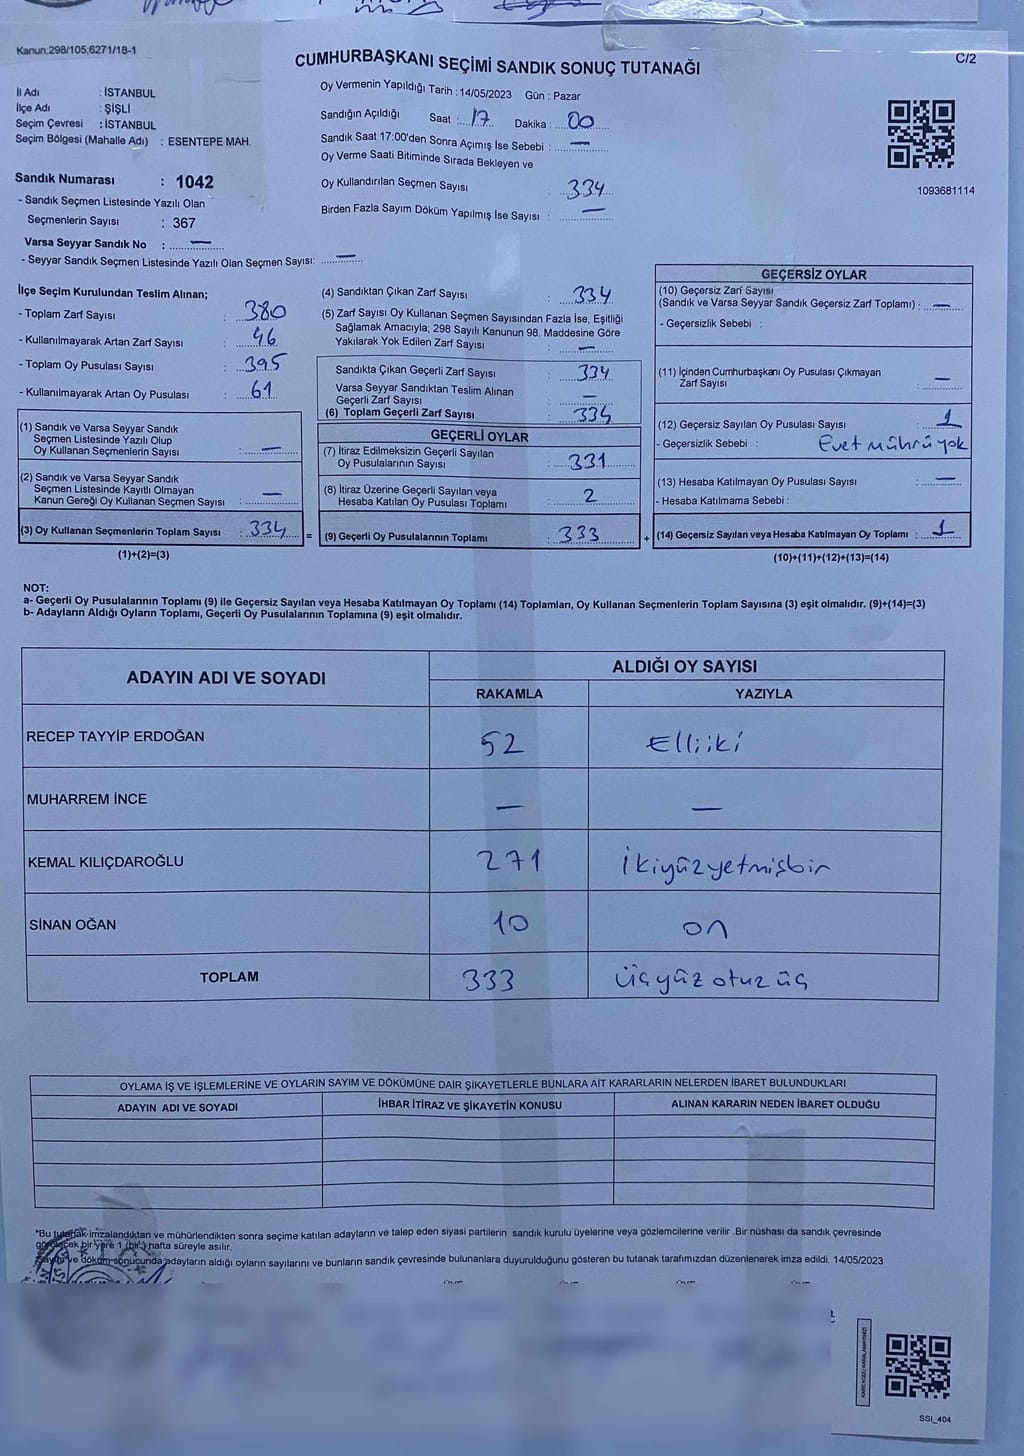 Kanun;298/105;6271/18-1
C/2
CUMHURBAŞKANI SEÇİMİ SANDIK SONUÇ TUTANAĞI
İl Adı : İSTANBUL
İlçe Adı : ŞİŞLİ
Seçim Çevresi : İSTANBUL
Seçim Bölgesi (Mahalle Adı) : ESENTEPE MAH.
Sandık Numarası : 1042
- Sandık Seçmen Listesinde Yazılı Olan
Seçmenlerin Sayısı : 367
Varsa Seyyar Sandık No : —
- Seyyar Sandık Seçmen Listesinde Yazılı Olan Seçmen Sayısı: —
Oy Vermenin Yapıldığı Tarih : 14/05/2023 Gün : Pazar
Sandığın Açıldığı Saat : 17 Dakika : 00
Sandık Saat 17:00'den Sonra Açımış İse Sebebi : —
Oy Verme Saati Bitiminde Sırada Bekleyen ve
Oy Kullandırılan Seçmen Sayısı : 334
Birden Fazla Sayım Döküm Yapılmış İse Sayısı : —
1093681114
İlçe Seçim Kurulundan Teslim Alınan;
- Toplam Zarf Sayısı : 380
- Kullanılmayarak Artan Zarf Sayısı : 46
- Toplam Oy Pusulası Sayısı : 395
- Kullanılmayarak Artan Oy Pusulası : 61
(1) Sandık ve Varsa Seyyar Sandık
Seçmen Listesinde Yazılı Olup
Oy Kullanan Seçmenlerin Sayısı : —
(2) Sandık ve Varsa Seyyar Sandık
Seçmen Listesinde Kayıtlı Olmayan
Kanun Gereği Oy Kullanan Seçmen Sayısı : —
(3) Oy Kullanan Seçmenlerin Toplam Sayısı : 334 =
(1)+(2)=(3)
(4) Sandıktan Çıkan Zarf Sayısı : 334
(5) Zarf Sayısı Oy Kullanan Seçmen Sayısından Fazla İse, Eşitliği
Sağlamak Amacıyla; 298 Sayılı Kanunun 98. Maddesine Göre
Yakılarak Yok Edilen Zarf Sayısı : —
Sandıkta Çıkan Geçerli Zarf Sayısı : 334
Varsa Seyyar Sandıktan Teslim Alınan
Geçerli Zarf Sayısı : —
(6) Toplam Geçerli Zarf Sayısı : 334
GEÇERLİ OYLAR
(7) İtiraz Edilmeksizin Geçerli Sayılan
Oy Pusulalarının Sayısı : 331
(8) İtiraz Üzerine Geçerli Sayılan veya
Hesaba Katılan Oy Pusulası Toplamı : 2
(9) Geçerli Oy Pusulalarının Toplamı : 333 +
GEÇERSİZ OYLAR
(10) Geçersiz Zarf Sayısı
(Sandık ve Varsa Seyyar Sandık Geçersiz Zarf Toplamı) : —
- Geçersizlik Sebebi :
(11) İçinden Cumhurbaşkanı Oy Pusulası Çıkmayan
Zarf Sayısı : —
(12) Geçersiz Sayılan Oy Pusulası Sayısı : 1
- Geçersizlik Sebebi : Evet mührü yok
(13) Hesaba Katılmayan Oy Pusulası Sayısı : —
- Hesaba Katılmama Sebebi :
(14) Geçersiz Sayılan veya Hesaba Katılmayan Oy Toplamı : 1
(10)+(11)+(12)+(13)=(14)
NOT:
a- Geçerli Oy Pusulalarının Toplamı (9) ile Geçersiz Sayılan veya Hesaba Katılmayan Oy Toplamı (14) Toplamları, Oy Kullanan Seçmenlerin Toplam Sayısına (3) eşit olmalıdır. (9)+(14)=(3)
b- Adayların Aldığı Oyların Toplamı, Geçerli Oy Pusulalarının Toplamına (9) eşit olmalıdır.
ADAYIN ADI VE SOYADI ALDIĞI OY SAYISI
RAKAMLA YAZIYLA
RECEP TAYYİP ERDOĞAN 52 Elliiki
MUHARREM İNCE — —
KEMAL KILIÇDAROĞLU 271 İkiyüzyetmişbir
SİNAN OĞAN 10 on
TOPLAM 333 üçyüz otuz üç
OYLAMA İŞ VE İŞLEMLERİNE VE OYLARIN SAYIM VE DÖKÜMÜNE DAİR ŞİKAYETLERLE BUNLARA AİT KARARLARIN NELERDEN İBARET BULUNDUKLARI
ADAYIN ADI VE SOYADI İHBAR İTİRAZ VE ŞİKAYETİN KONUSU ALINAN KARARIN NEDEN İBARET OLDUĞU
*Bu tutanak imzalandıktan ve mühürlendikten sonra seçime katılan adayların ve talep eden siyasi partilerin sandık kurulu üyelerine veya gözlemcilerine verilir .Bir nüshası da sandık çevresinde
görülecek bir yere 1 (bir ) hafta süreyle asılır.
ve döküm sonucunda adayların aldığı oyların sayılarını ve bunların sandık çevresinde bulunanlara duyurulduğunu gösteren bu tutanak tarafımızdan düzenlenerek imza edildi. 14/05/2023
SSI_404